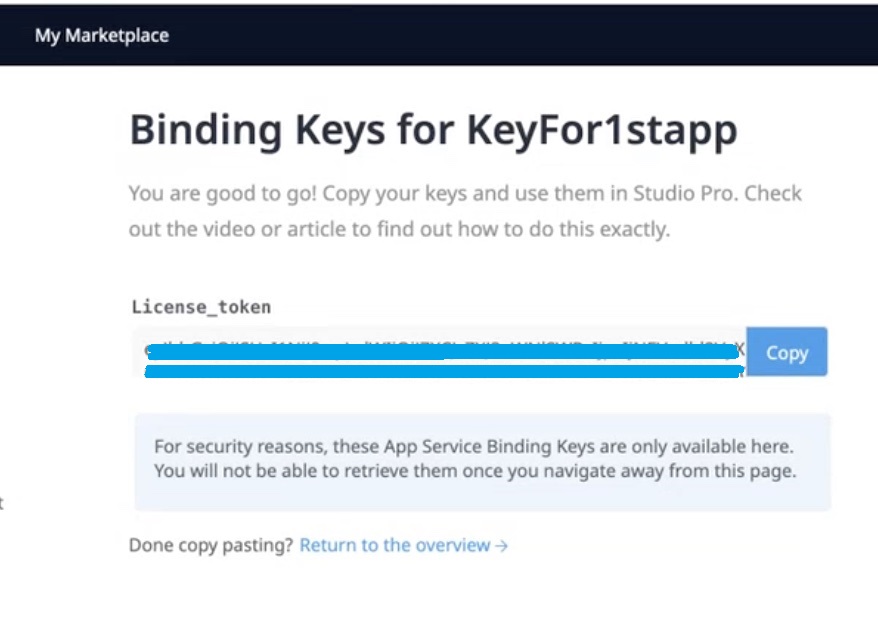 My Marketplace
Binding Keys for KeyFor1stapp
You are good to go! Copy your keys and use them in Studio Pro. Check
out the video or article to find out how to do this exactly.
License_token
Copy
For security reasons, these App Service Binding Keys are only available here.
You will not be able to retrieve them once you navigate away from this page.
t
Done copy pasting? Return to the overview →